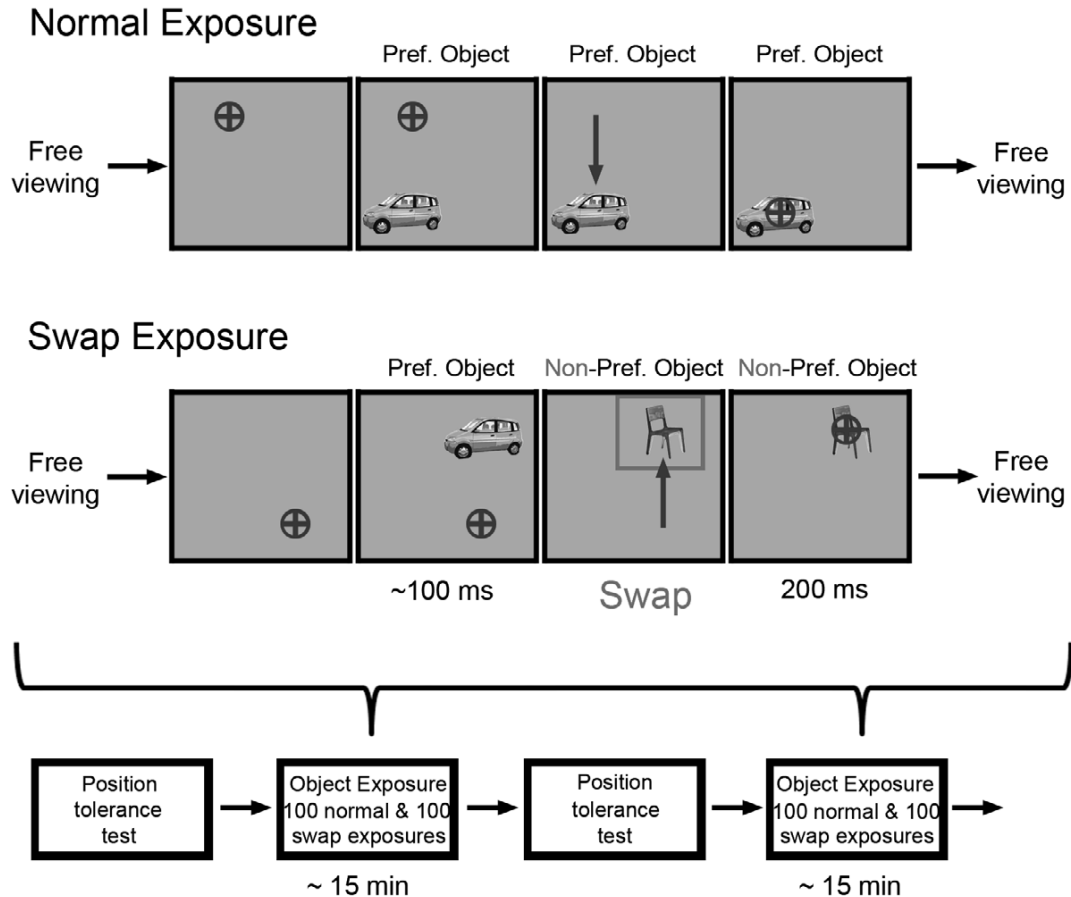 Normal Exposure
Pref. Object
Pref. Object
Pref. Object
Free
viewing
Free
viewing
Swap Exposure
Pref. Object
Non-Pref. Object
Non-Pref. Object
Free
viewing
Free
viewing
~100 ms
Swap
200 ms
Position
tolerance
test
Object Exposure
100 normal & 100
swap exposures
Position
tolerance
test
Object Exposure
100 normal & 100
swap exposures
~ 15 min
~ 15 min